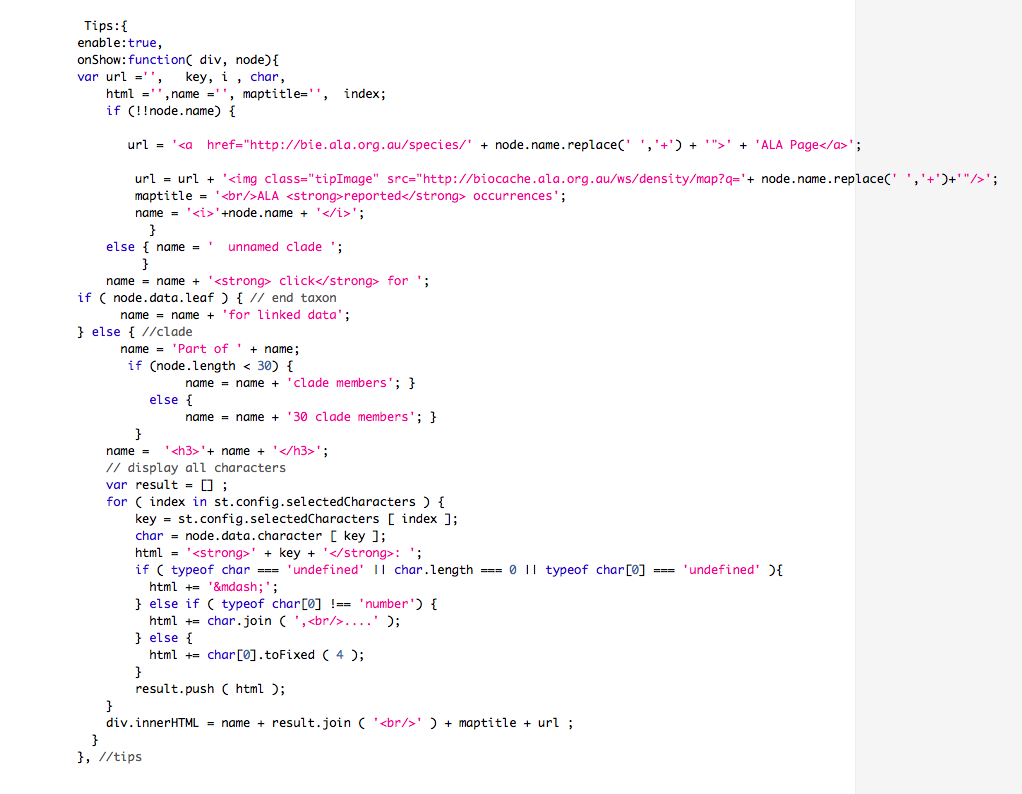 Tips:{
enable:true,
onShow:function( div, node){
var url ='',   key, i , char,
    html ='',name ='', maptitle='',  index;
    if (!!node.name) {
       url = '<a  href="http://bie.ala.org.au/species/' + node.name.replace(' ','+') + '">' + 'ALA Page</a>';
        url = url + '<img class="tipImage" src="http://biocache.ala.org.au/ws/density/map?q='+ node.name.replace(' ','+')+'"/>';
        maptitle = '<br/>ALA <strong>reported</strong> occurrences';
        name = '<i>'+node.name + '</i>';
          }
    else { name = '  unnamed clade ';
         }
    name = name + '<strong> click</strong> for ';
if ( node.data.leaf ) { // end taxon
      name = name + 'for linked data';
} else { //clade
      name = 'Part of ' + name;
       if (node.length < 30) {
               name = name + 'clade members'; }
          else {
               name = name + '30 clade members'; }
        }
    name =  '<h3>'+ name + '</h3>';
    // display all characters
    var result = [] ;
    for ( index in st.config.selectedCharacters ) {
        key = st.config.selectedCharacters [ index ];
        char = node.data.character [ key ];
        html = '<strong>' + key + '</strong>: ';
        if ( typeof char === 'undefined' || char.length === 0 || typeof char[0] === 'undefined' ){
          html += '&mdash;';
        } else if ( typeof char[0] !== 'number') {
          html += char.join ( ',<br/>....' );
        } else {
          html += char[0].toFixed ( 4 );
        }
        result.push ( html );
    }
    div.innerHTML = name + result.join ( '<br/>' ) + maptitle + url ;
  }
}, //tips